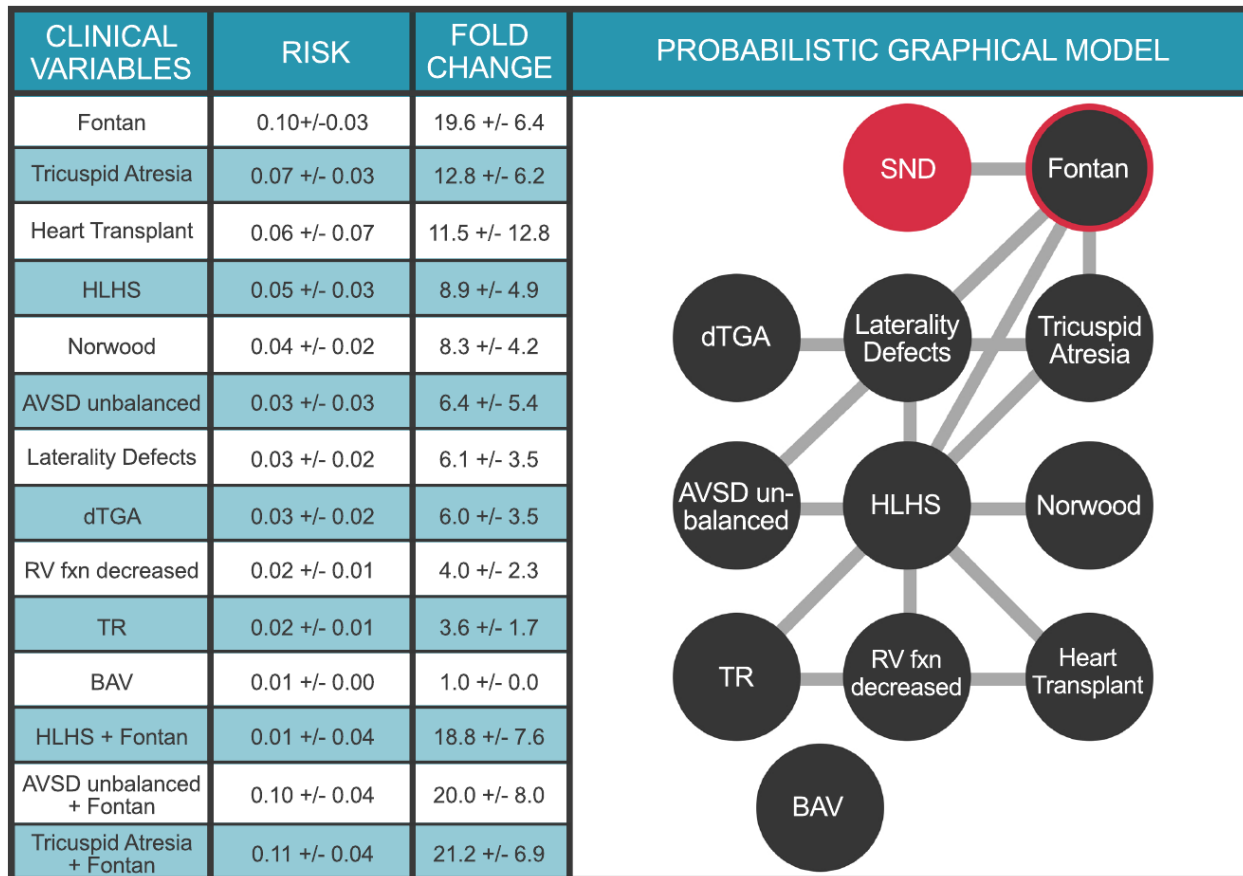 CLINICAL
VARIABLES
RISK
FOLD
CHANGE
PROBABILISTIC GRAPHICAL MODEL
Fontan
0.10+/-0.03
19.6 +/- 6.4
Tricuspid Atresia
0.07 +/- 0.03
12.8 +/- 6.2
Heart Transplant
0.06 +/- 0.07
11.5 +/- 12.8
HLHS
0.05 +/- 0.03
8.9 +/- 4.9
Norwood
0.04 +/- 0.02
8.3 +/- 4.2
AVSD unbalanced
0.03 +/- 0.03
6.4 +/- 5.4
Laterality Defects
0.03 +/- 0.02
6.1 +/- 3.5
dTGA
0.03 +/- 0.02
6.0 +/- 3.5
RV fxn decreased
0.02 +/- 0.01
4.0 +/- 2.3
TR
0.02 +/- 0.01
3.6 +/- 1.7
BAV
0.01 +/- 0.00
1.0 +/- 0.0
HLHS + Fontan
0.01 +/- 0.04
18.8 +/- 7.6
AVSD unbalanced
+ Fontan
0.10 +/- 0.04
20.0 +/- 8.0
Tricuspid Atresia
+ Fontan
0.11 +/- 0.04
21.2 +/- 6.9
SND
Fontan
dTGA
Laterality
Defects
Tricuspid
Atresia
AVSD un-
balanced
HLHS
Norwood
TR
RV fxn
decreased
Heart
Transplant
BAV